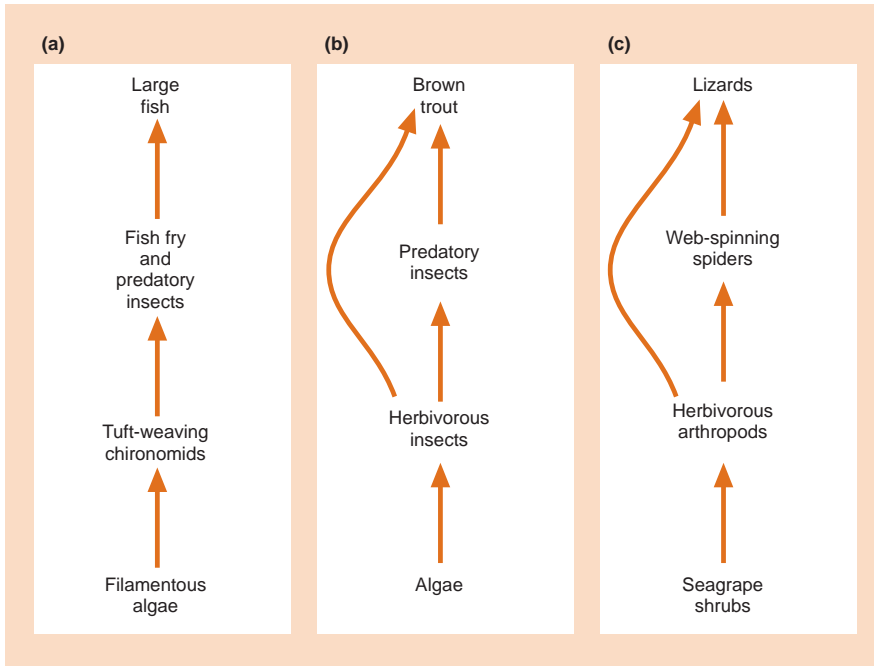 (a)
Large
fish
Fish fry
and
predatory
insects
Tuft-weaving
chironomids
Filamentous
algae
(b)
Brown
trout
Predatory
insects
Herbivorous
insects
Algae
(c)
Lizards
Web-spinning
spiders
Herbivorous
arthropods
Seagrape
shrubs